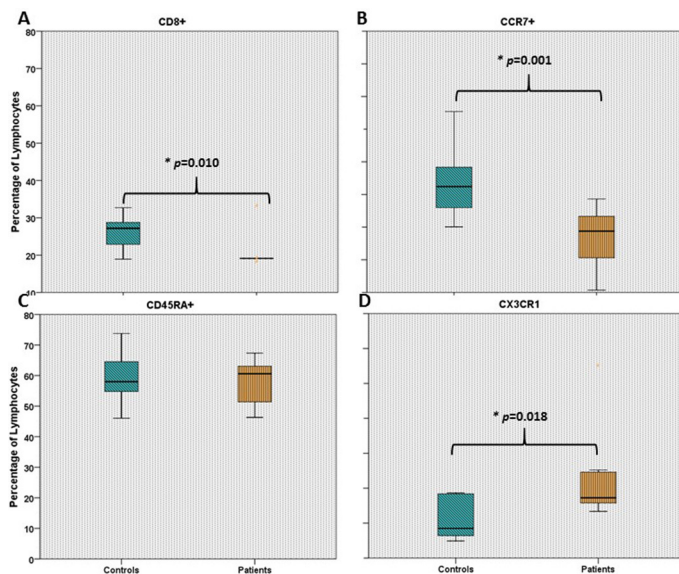 A
CD8+
B
CCR7+
Percentage of Lymphocytes
80
70
60
50
40
30
20
10
* p=0.010
* p=0.001
C
CD45RA+
D
CX3CR1
Percentage of Lymphocytes
80
70
60
50
40
30
20
10
0
* p=0.018
Controls
Patients
Controls
Patients